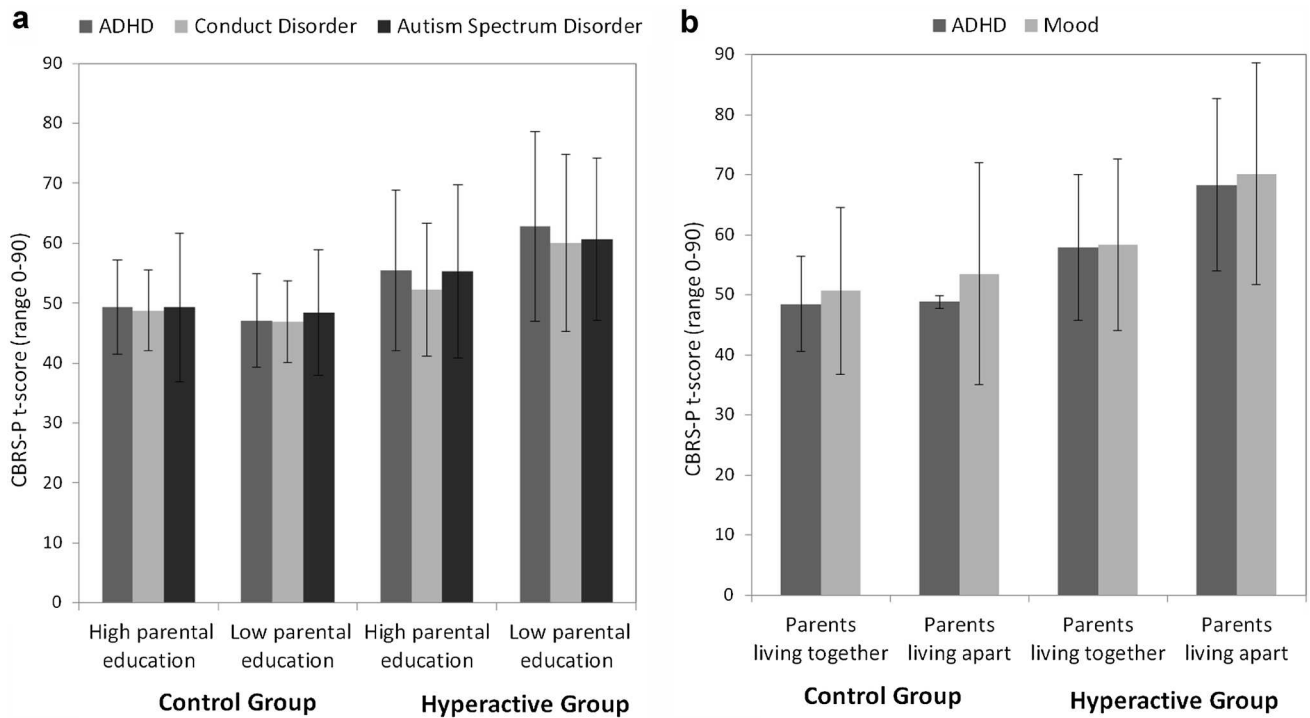 a
ADHD Conduct Disorder Autism Spectrum Disorder
CBRS-P t-score (range 0-90)
90
80
70
60
50
40
30
20
10
0
High parental education
Low parental education
High parental education
Low parental education
Control Group
Hyperactive Group
b
ADHD Mood
CBRS-P t-score (range 0-90)
90
80
70
60
50
40
30
20
10
0
Parents living together
Parents living apart
Parents living together
Parents living apart
Control Group
Hyperactive Group